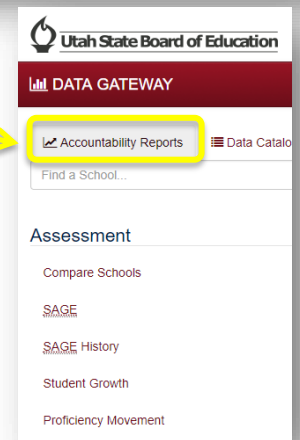 Utah State Board of Education
DATA GATEWAY
Accountability Reports
Data Catalo
Find a School...
Assessment
Compare Schools
SAGE
SAGE History
Student Growth
Proficiency Movement